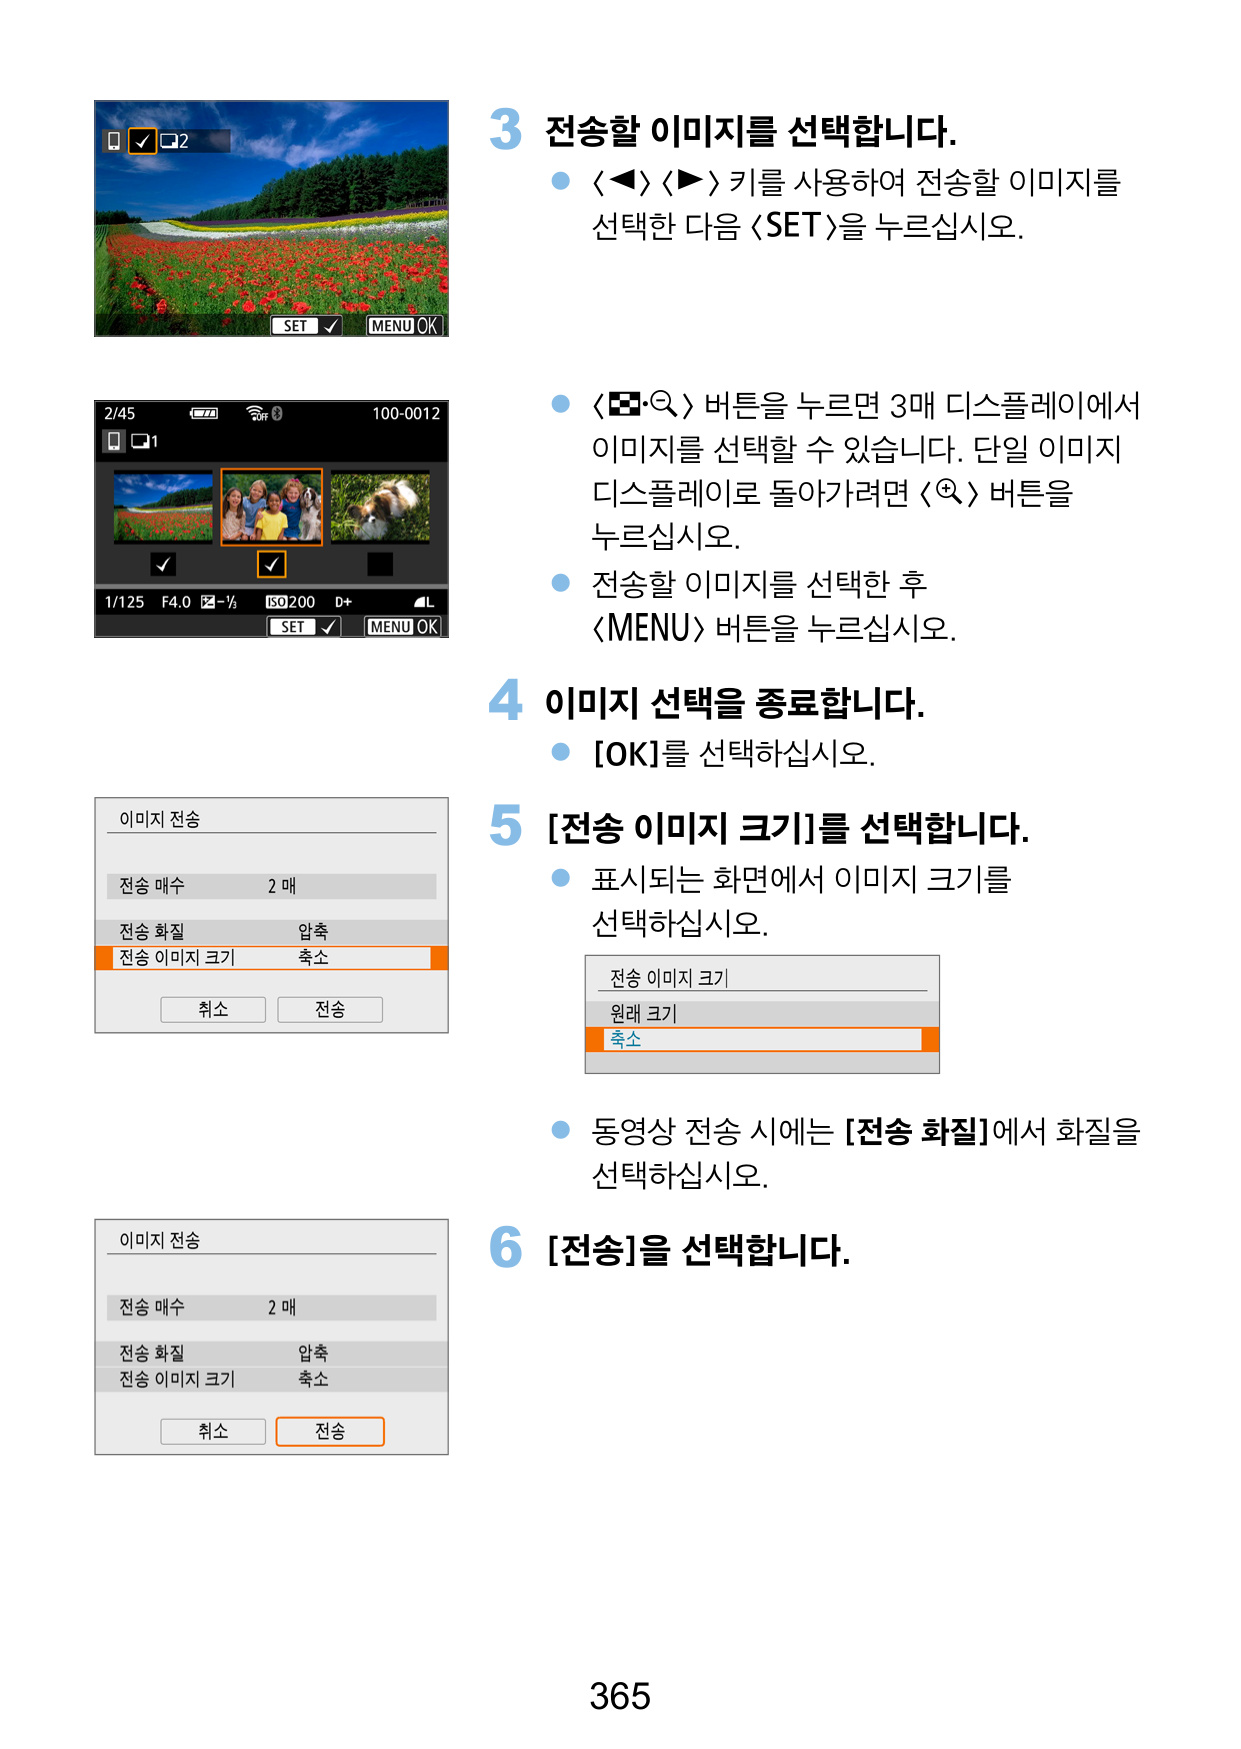 2
SET
MENU OK
3 전송할 이미지를 선택합니다.
● 〈◀〉〈▶〉 키를 사용하여 전송할 이미지를
선택한 다음 〈SET〉을 누르십시오.
2/45 OFF 100-0012
1
1/125 F4.0 -⅓ ISO 200 D+ L
SET
MENU OK
● 〈 · 〉 버튼을 누르면 3매 디스플레이에서
이미지를 선택할 수 있습니다. 단일 이미지
디스플레이로 돌아가려면 〈 〉 버튼을
누르십시오.
● 전송할 이미지를 선택한 후
〈MENU〉 버튼을 누르십시오.
4 이미지 선택을 종료합니다.
● [OK]를 선택하십시오.
이미지 전송
전송 매수 2 매
전송 화질 압축
전송 이미지 크기 축소
취소 전송
5 [전송 이미지 크기]를 선택합니다.
● 표시되는 화면에서 이미지 크기를
선택하십시오.
전송 이미지 크기
원래 크기
축소
● 동영상 전송 시에는 [전송 화질]에서 화질을
선택하십시오.
이미지 전송
전송 매수 2 매
전송 화질 압축
전송 이미지 크기 축소
취소 전송
6 [전송]을 선택합니다.
365